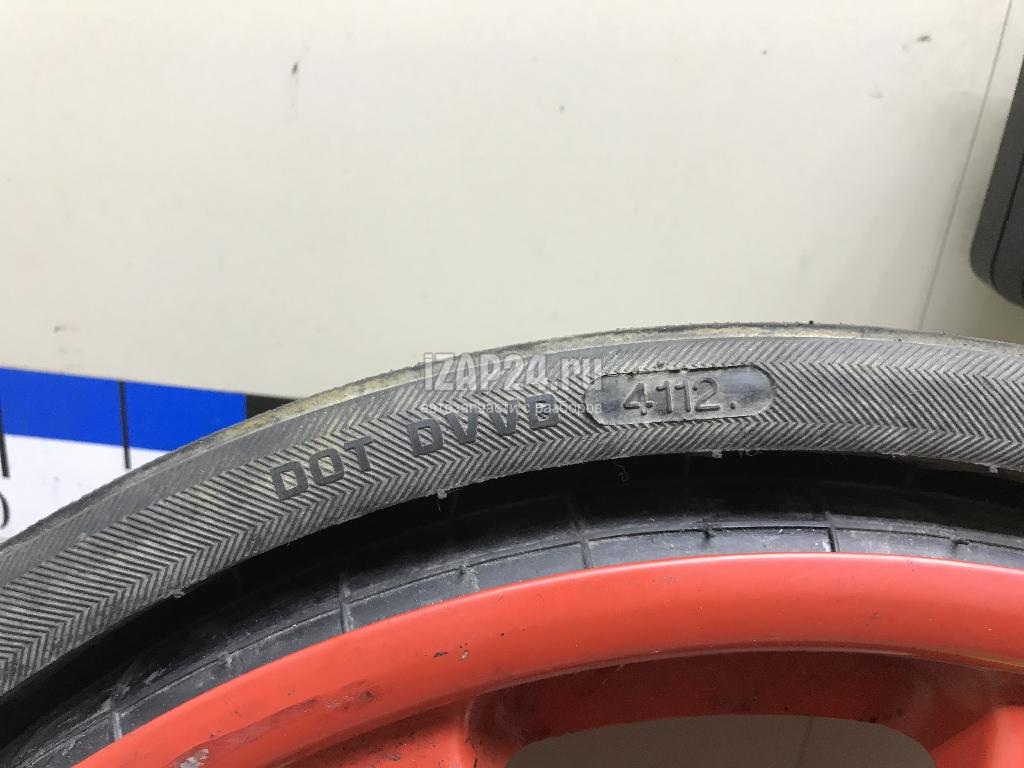 iZAP24.ru
автозапчасти с разборов
DOT DVVB 4112.